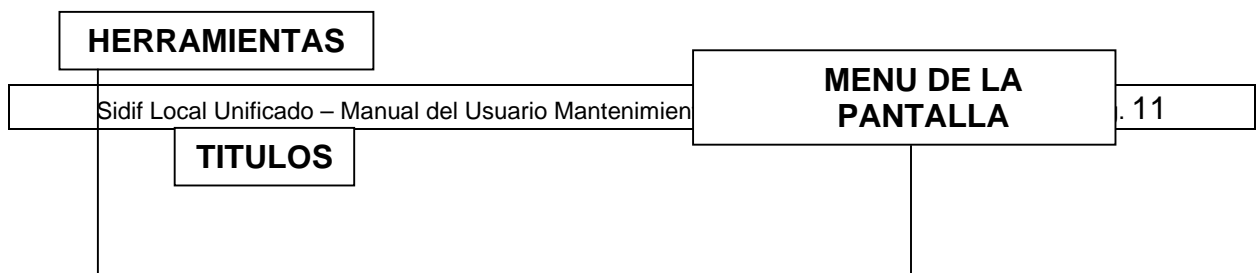 HERRAMIENTAS
MENU DE LA
PANTALLA
Sidif Local Unificado – Manual del Usuario Mantenimien
. 11
TITULOS